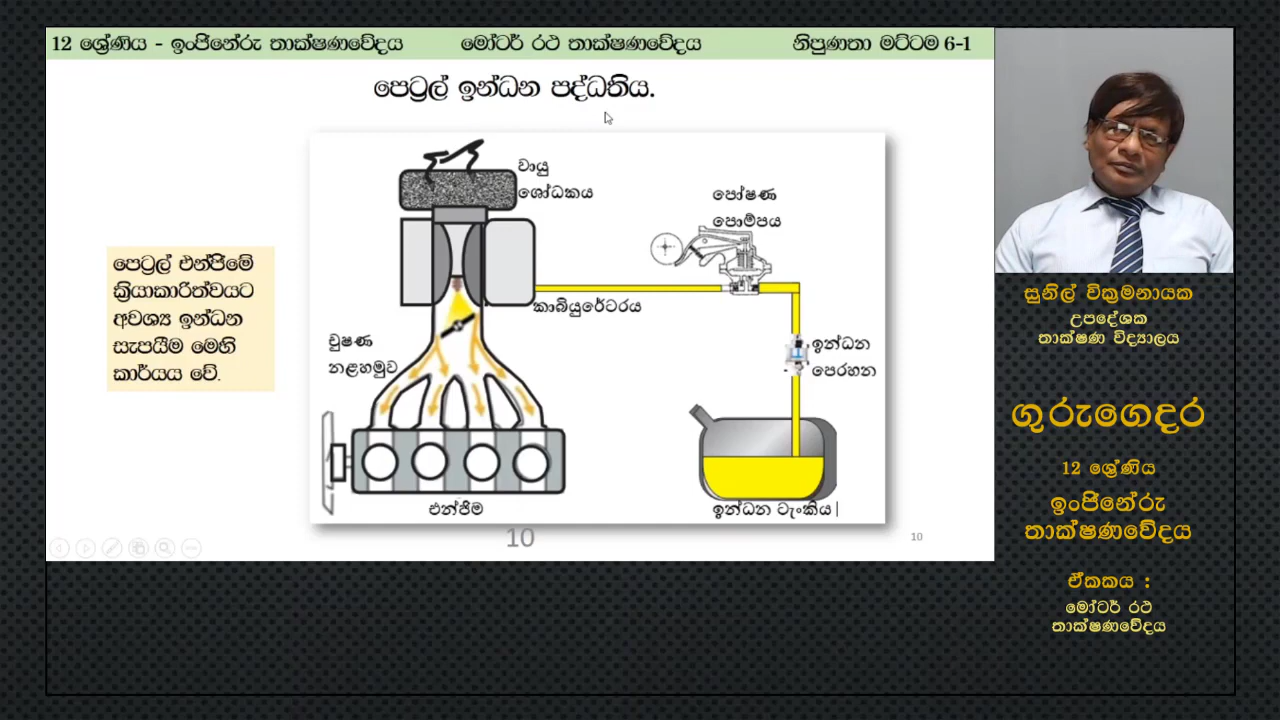 12 ශ්‍රේණිය - ඉංජිනේරු තාක්ෂණවේදය මෝටර් රථ තාක්ෂණවේදය නිපුණතා මට්ටම 6-1
පෙට්‍රල් ඉන්ධන පද්ධතිය.
වායු
ශෝධකය
පෝෂණ
පොම්පය
පෙට්‍රල් එන්ජිමේ
ක්‍රියාකාරිත්වයට
අවශ්‍ය ඉන්ධන
සැපයීම මෙහි
කාර්යය වේ.
කාබියුරේටරය
චුෂණ
නළහමුව
ඉන්ධන
පෙරහන
එන්ජිම
ඉන්ධන ටැංකිය
10
10
සුනිල් වික්‍රමනායක
උපදේශක
තාක්ෂණ විද්‍යාලය
ගුරුගෙදර
12 ශ්‍රේණිය
ඉංජිනේරු
තාක්ෂණවේදය
ඒකකය :
මෝටර් රථ
තාක්ෂණවේදය